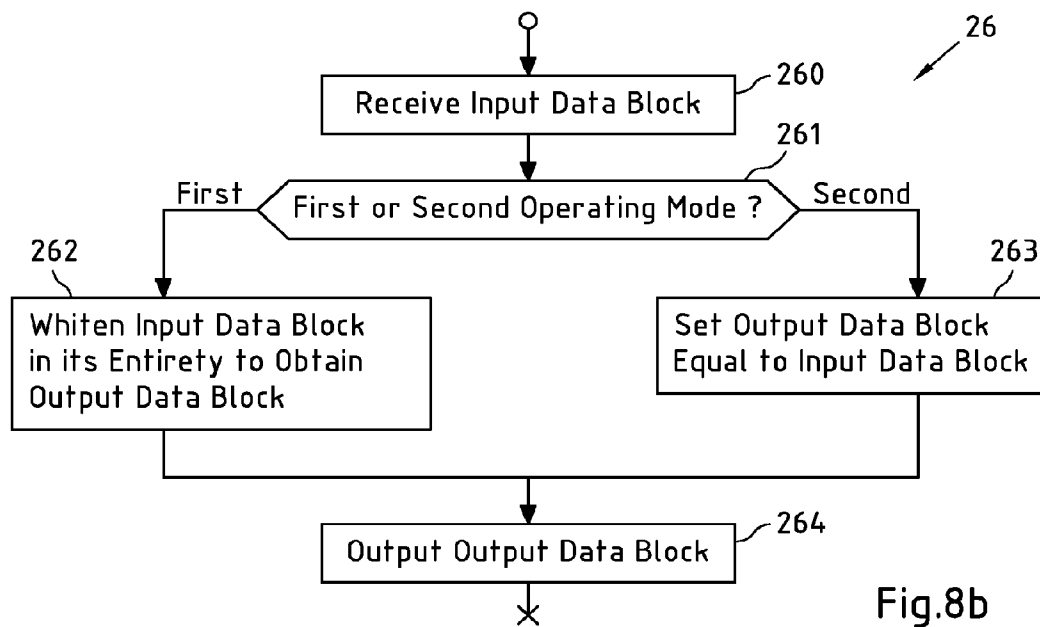 26
260
Receive Input Data Block
261
First
First or Second Operating Mode ?
Second
262
263
Whiten Input Data Block
in its Entirety to Obtain
Output Data Block
Set Output Data Block
Equal to Input Data Block
264
Output Output Data Block
Fig.8b